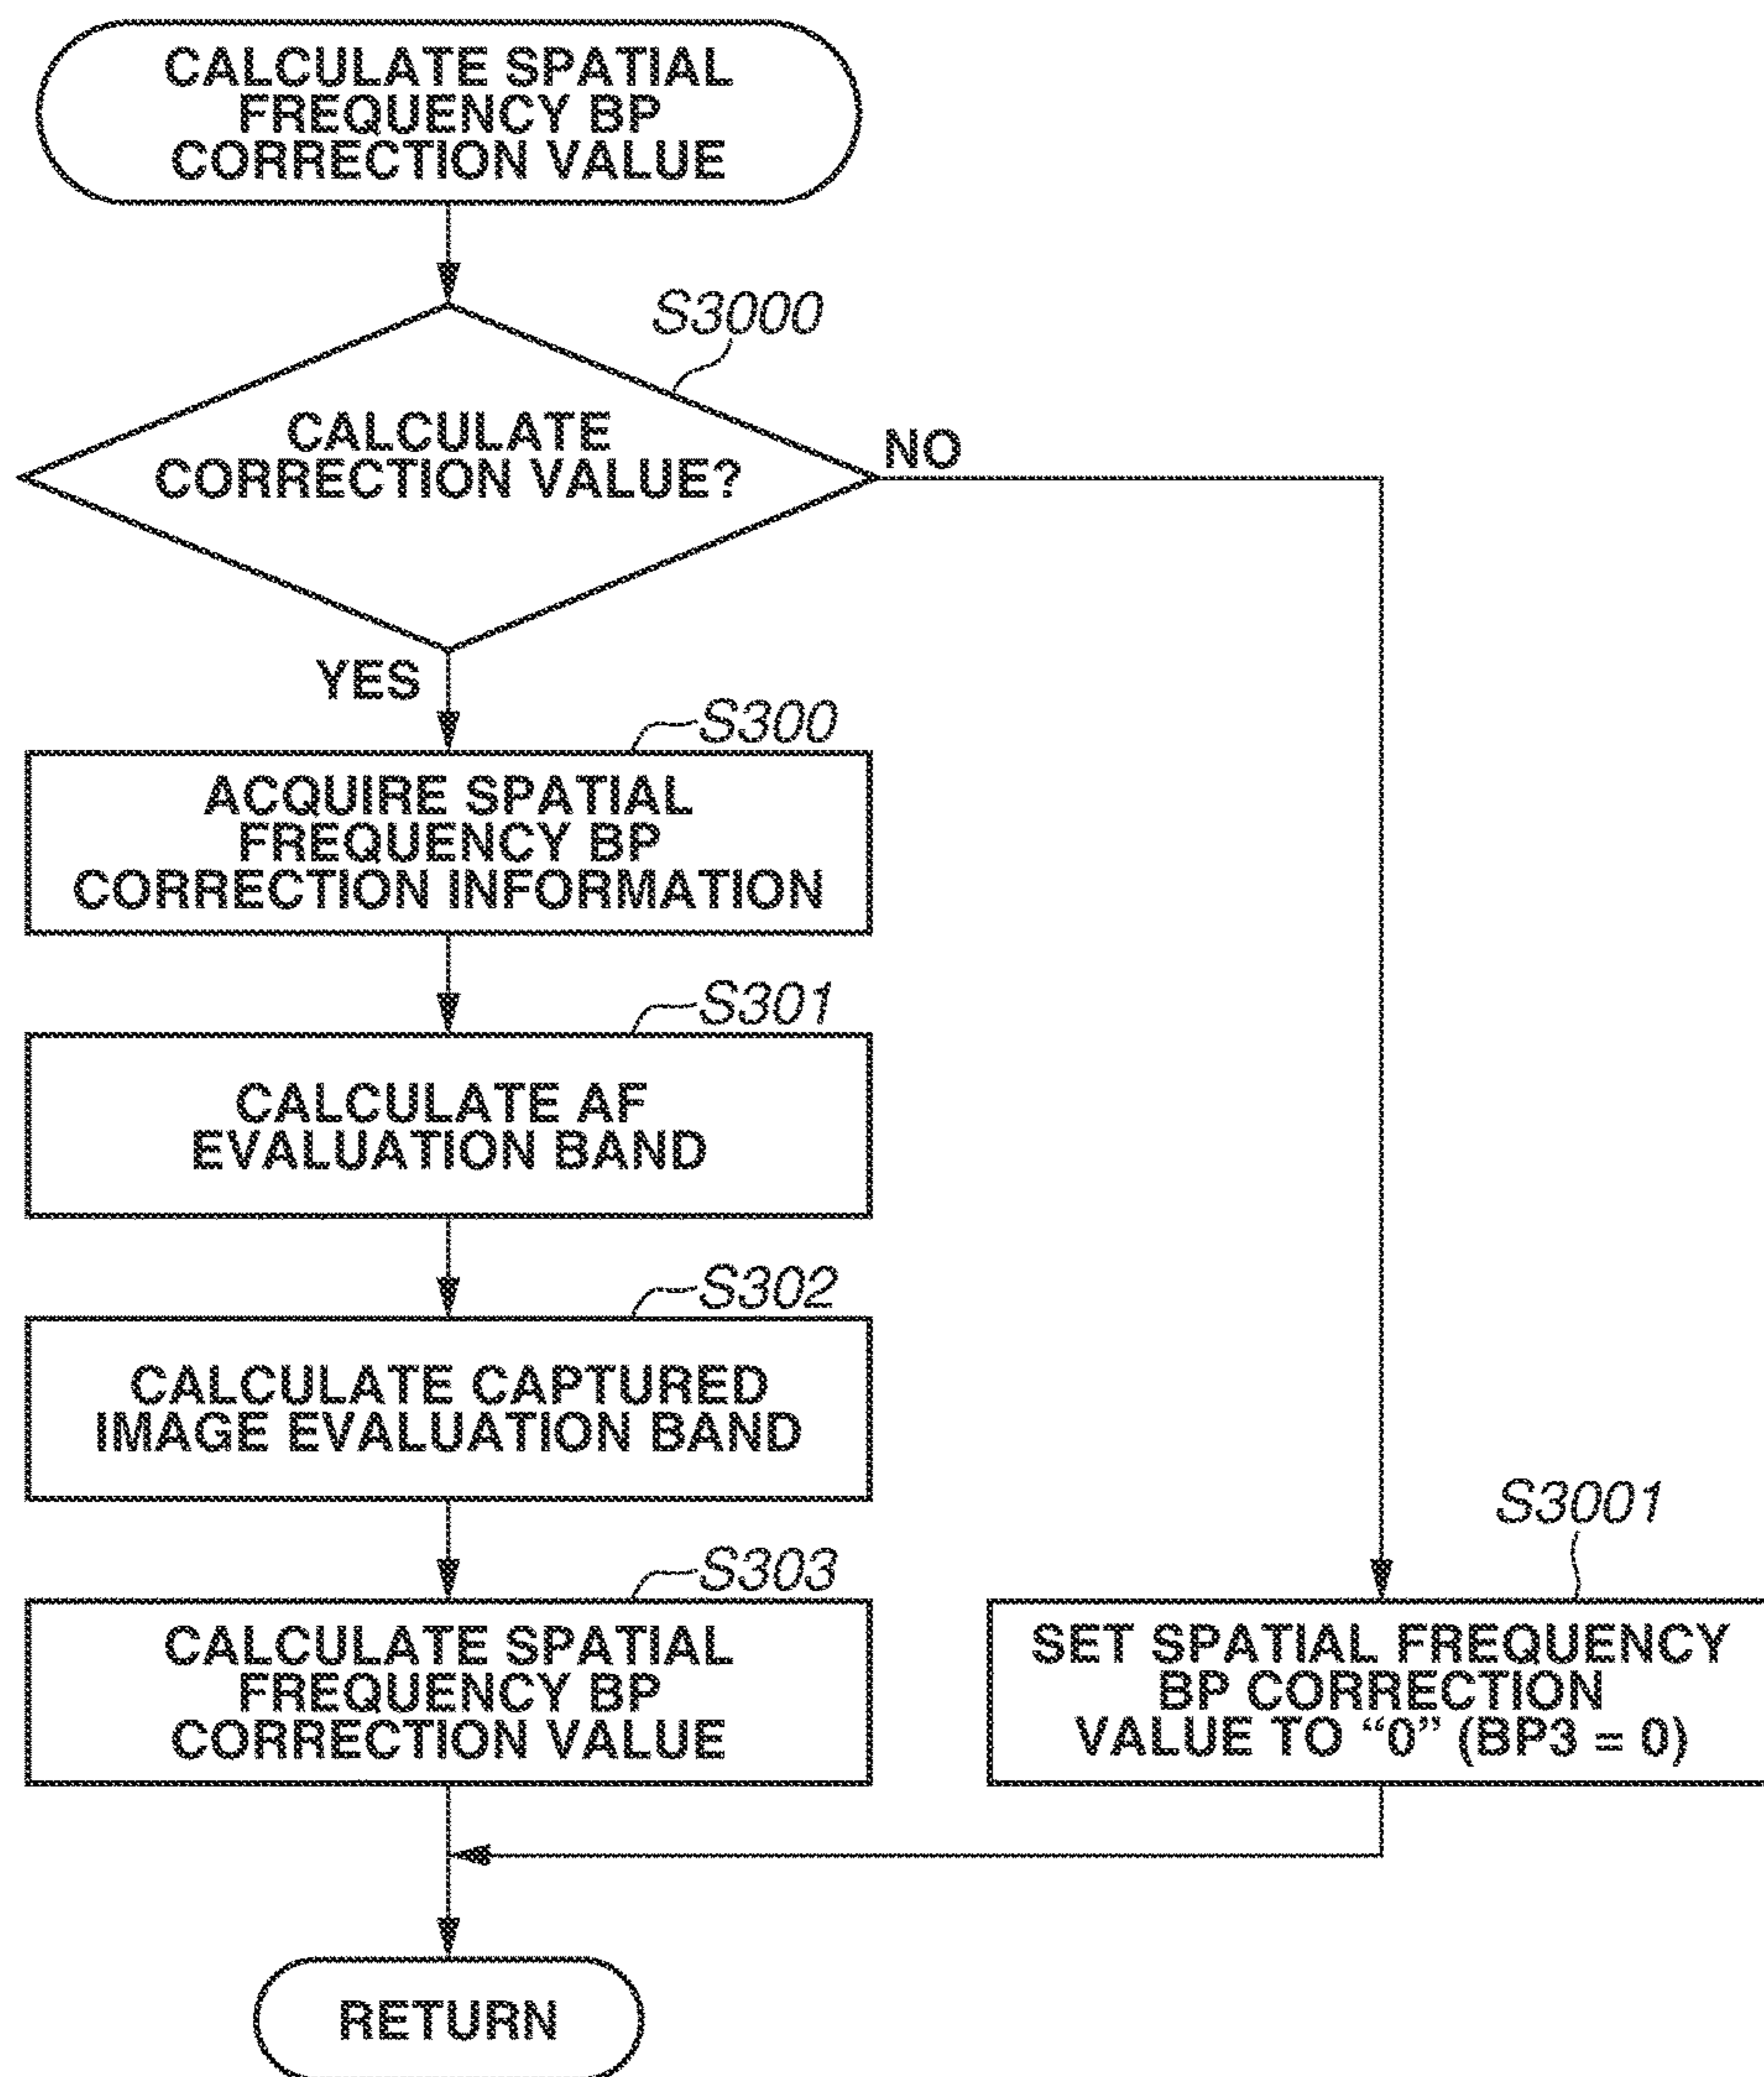 CALCULATE SPATIAL
FREQUENCY BP
CORRECTION VALUE
S3000
CALCULATE
CORRECTION VALUE?
NO
YES
S300
ACQUIRE SPATIAL
FREQUENCY BP
CORRECTION INFORMATION
S301
CALCULATE AF
EVALUATION BAND
S302
CALCULATE CAPTURED
IMAGE EVALUATION BAND
S303
CALCULATE SPATIAL
FREQUENCY BP
CORRECTION VALUE
S3001
SET SPATIAL FREQUENCY
BP CORRECTION
VALUE TO “0” (BP3 = 0)
RETURN